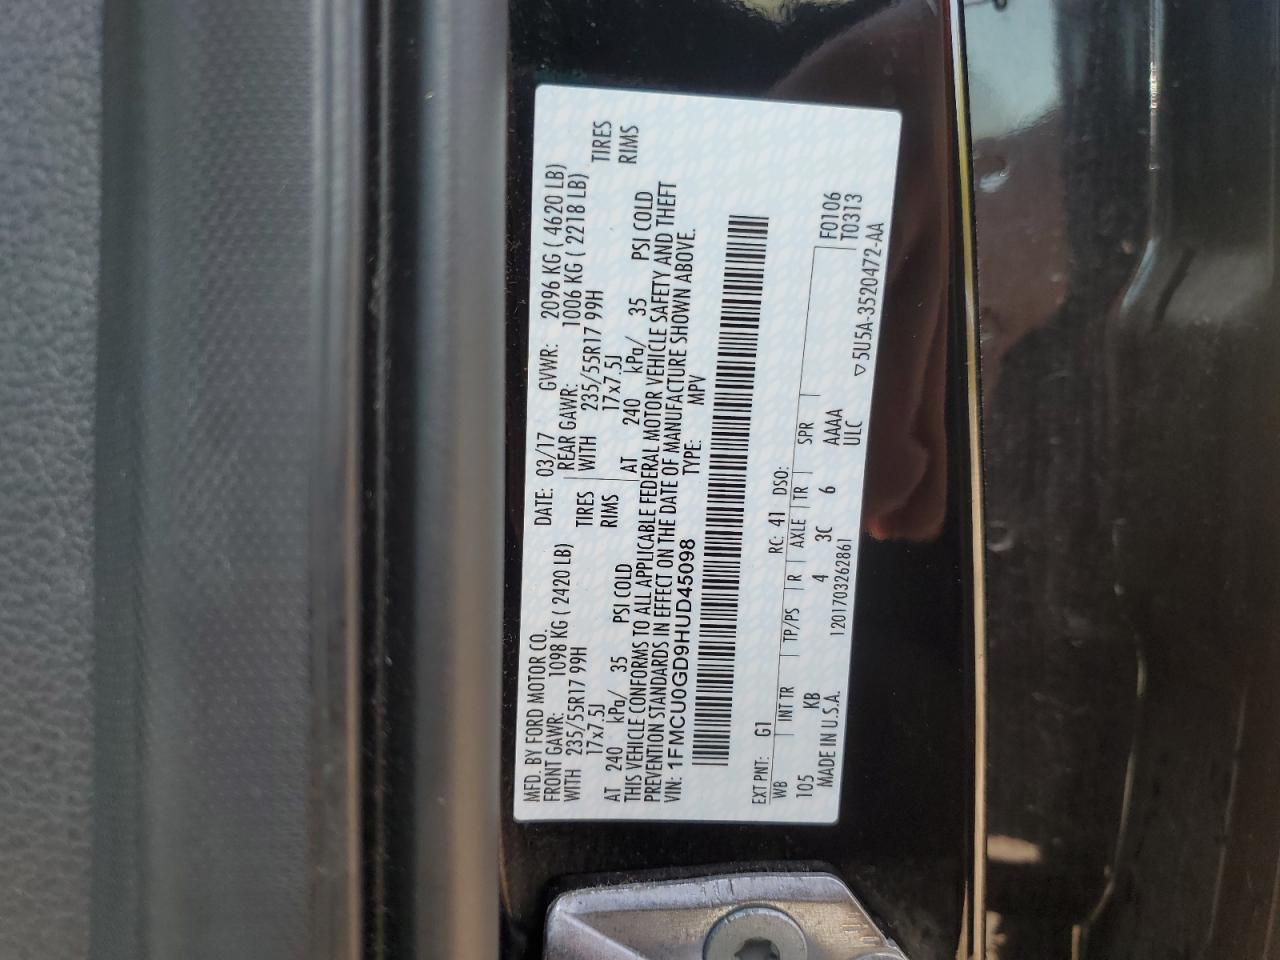 MFD. BY FORD MOTOR CO. DATE: 03/17 GVWR: 2096 KG ( 4620 LB)
FRONT GAWR: 1098 KG ( 2420 LB) REAR GAWR: 1006 KG ( 2218 LB)
WITH 235/55R17 99H TIRES WITH 235/55R17 99H TIRES
17x7.5J RIMS 17x7.5J RIMS
AT 240 kPa/ 35 PSI COLD AT 240 kPa/ 35 PSI COLD
THIS VEHICLE CONFORMS TO ALL APPLICABLE FEDERAL MOTOR VEHICLE SAFETY AND THEFT
PREVENTION STANDARDS IN EFFECT ON THE DATE OF MANUFACTURE SHOWN ABOVE.
VIN: 1FMCU0GD9HUD45098 TYPE: MPV
EXT PNT: G1 RC: 41 DSO:
WB INT TR TP/PS R AXLE TR SPR F0106
105 KB 4 3C 6 AAAA T0313
MADE IN U.S.A. 1201703262861 ULC ▽5U5A-3520472-AA